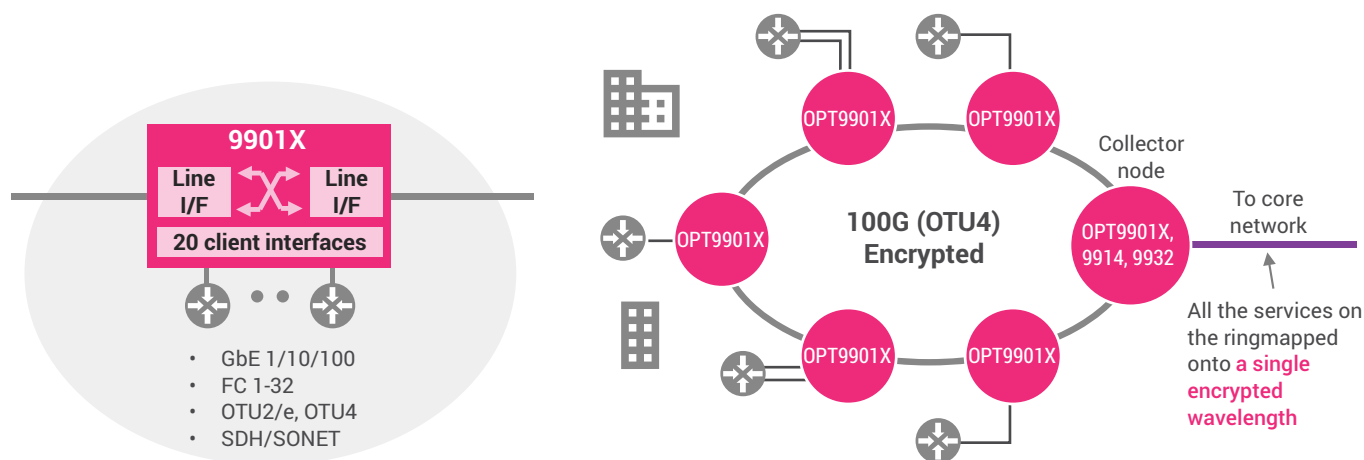 9901X
Line
I/F
Line
I/F
20 client interfaces
• GbE 1/10/100
• FC 1-32
• OTU2/e, OTU4
• SDH/SONET
OPT9901X
OPT9901X
Collector
node
OPT9901X
100G (OTU4)
Encrypted
OPT9901X,
9914, 9932
To core
network
OPT9901X
OPT9901X
All the services on
the ringmapped
onto a single
encrypted
wavelength